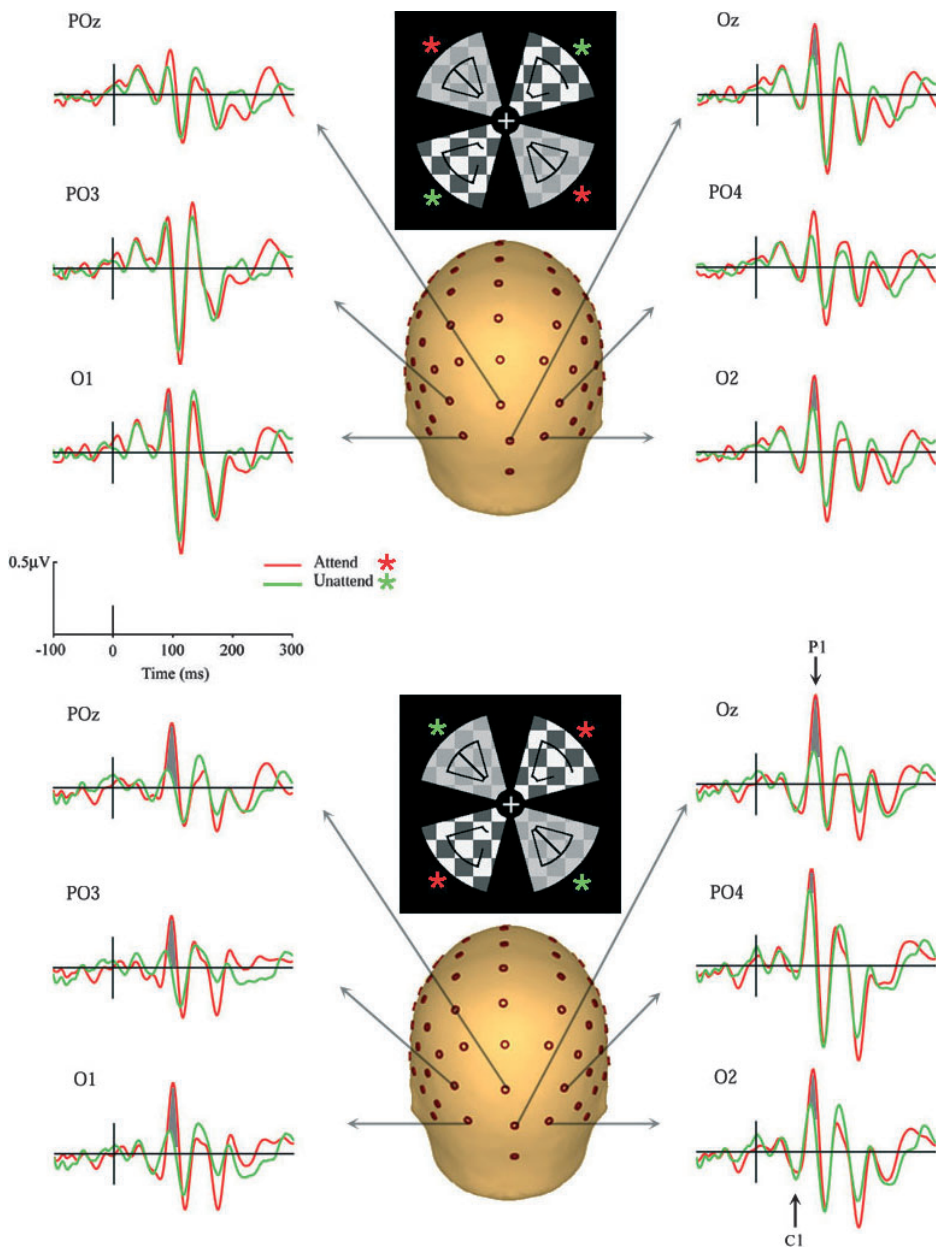 POz
Oz
PO3
PO4
O1
O2
0.5µV
Attend
Unattend
-100 0 100 200 300
Time (ms)
P1
POz
Oz
PO3
PO4
O1
O2
C1